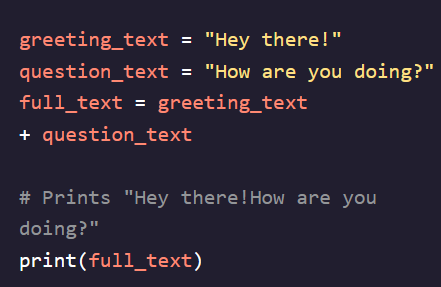 greeting_text = "Hey there!"
question_text = "How are you doing?"
full_text = greeting_text
+ question_text
# Prints "Hey there!How are you
doing?"
print(full_text)